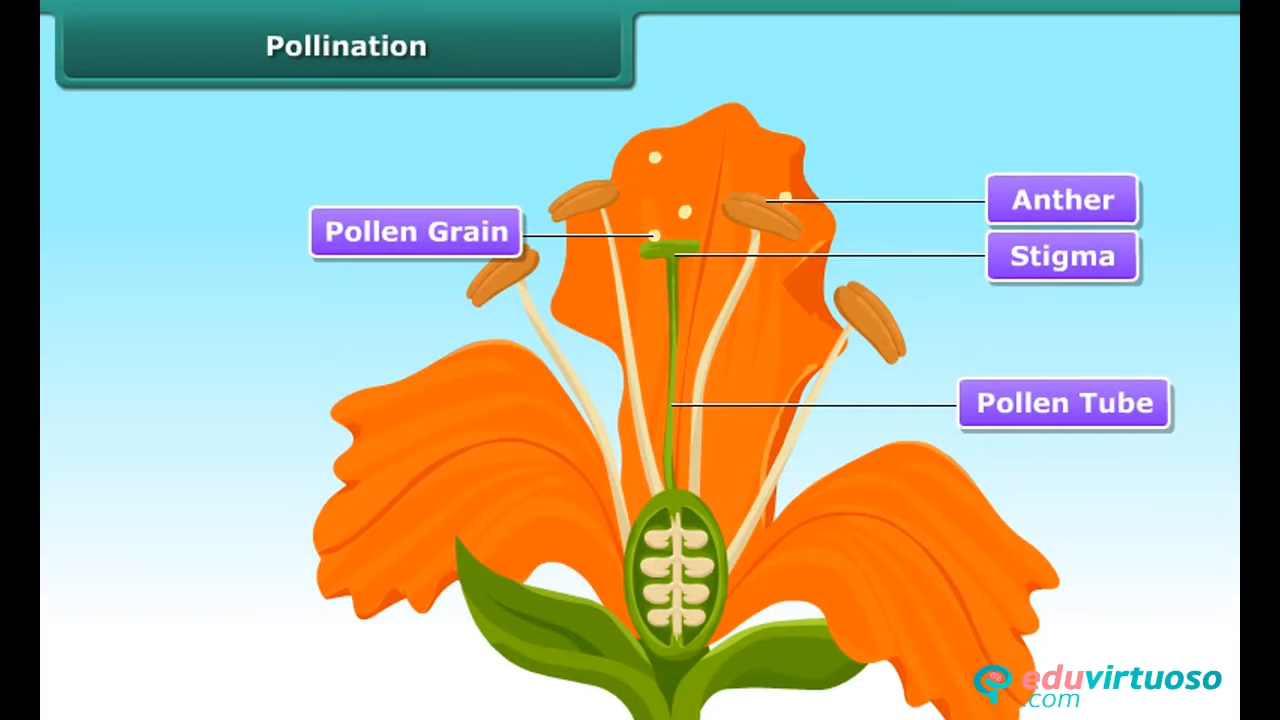 Pollination
Anther
Pollen Grain
Stigma
Pollen Tube
eduvirtuoso
.com